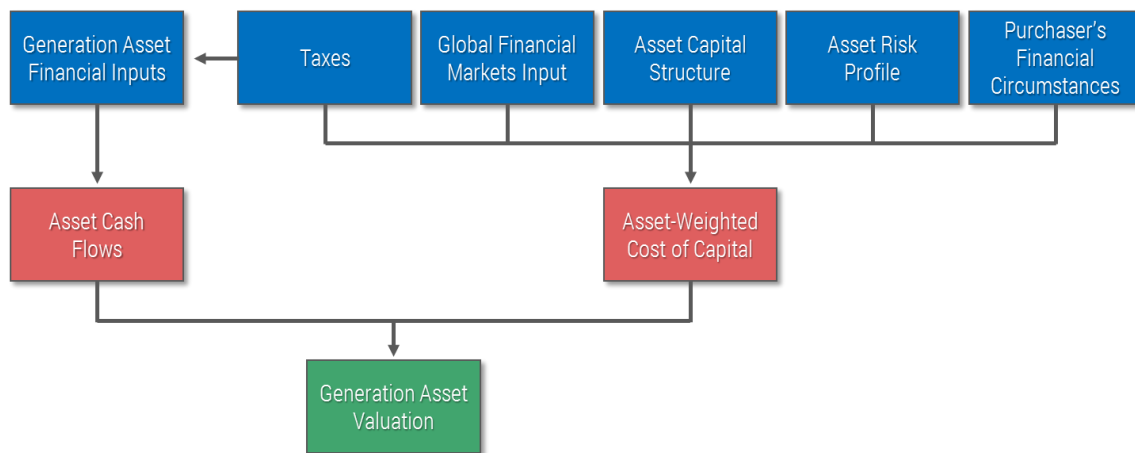 Generation Asset
Financial Inputs
Taxes
Global Financial
Markets Input
Asset Capital
Structure
Asset Risk
Profile
Purchaser's
Financial
Circumstances
Asset Cash
Flows
Asset-Weighted
Cost of Capital
Generation Asset
Valuation